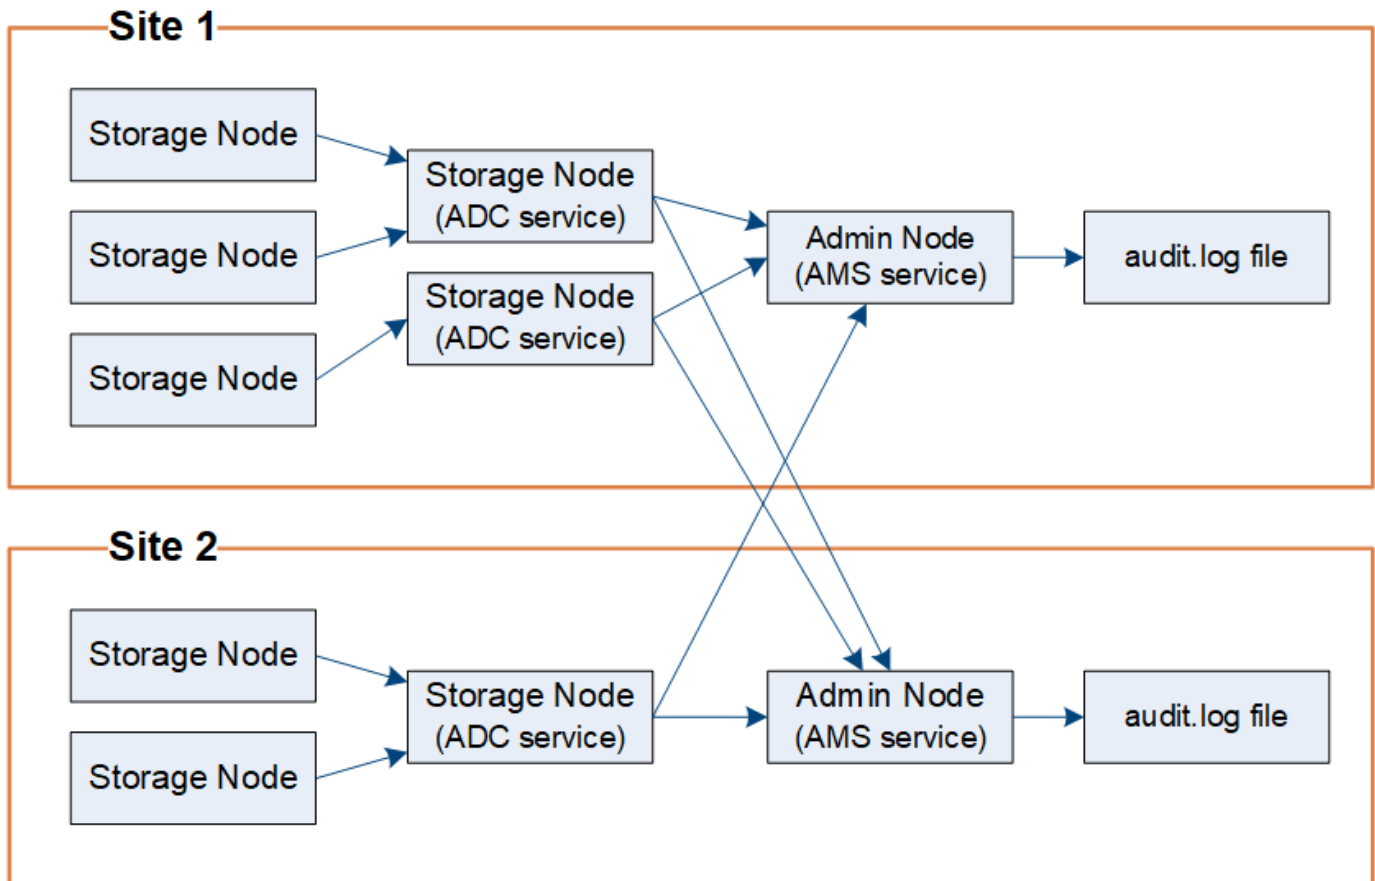 Site 1
Storage Node
Storage Node
Storage Node
Storage Node
(ADC service)
Storage Node
(ADC service)
Admin Node
(AMS service)
audit.log file
Site 2
Storage Node
Storage Node
Storage Node
(ADC service)
Admin Node
(AMS service)
audit.log file